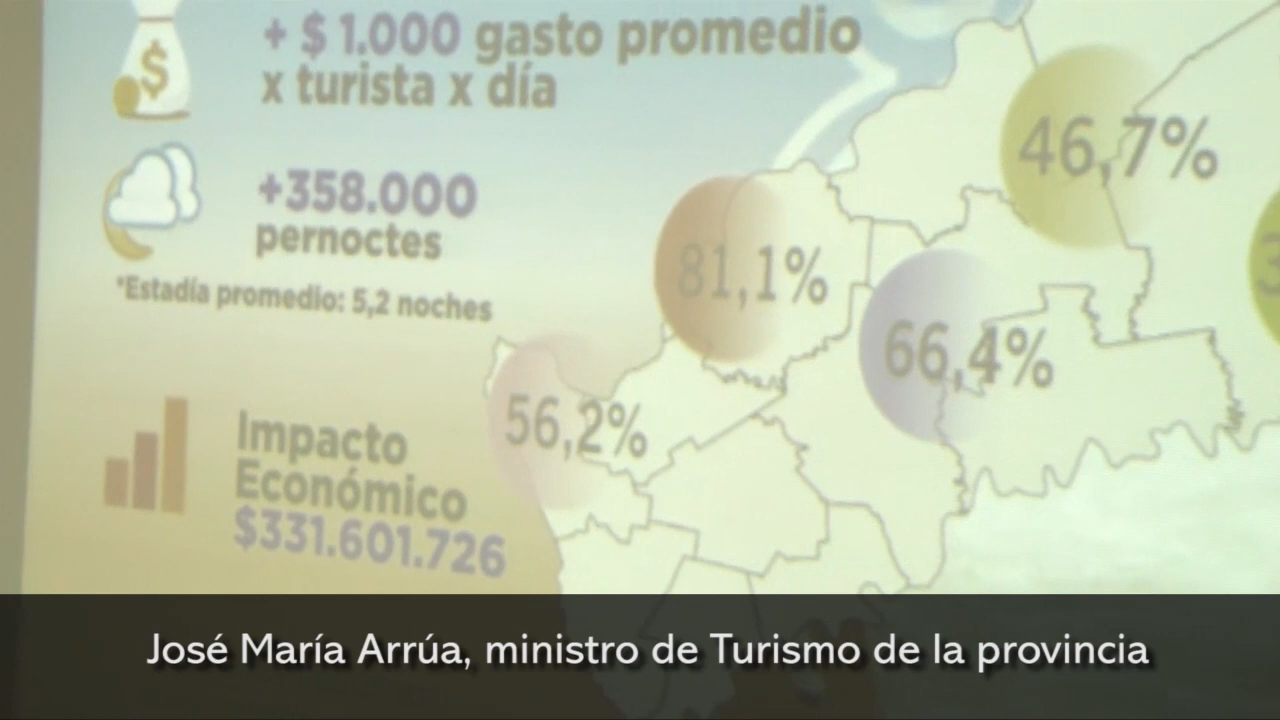 + $ 1.000 gasto promedio
x turista x día
+358.000
pernoctes
*Estadía promedio: 5,2 noches
Impacto
Económico
$331.601.726
46,7%
81,1%
66,4%
56,2%
$
José María Arrúa, ministro de Turismo de la provincia